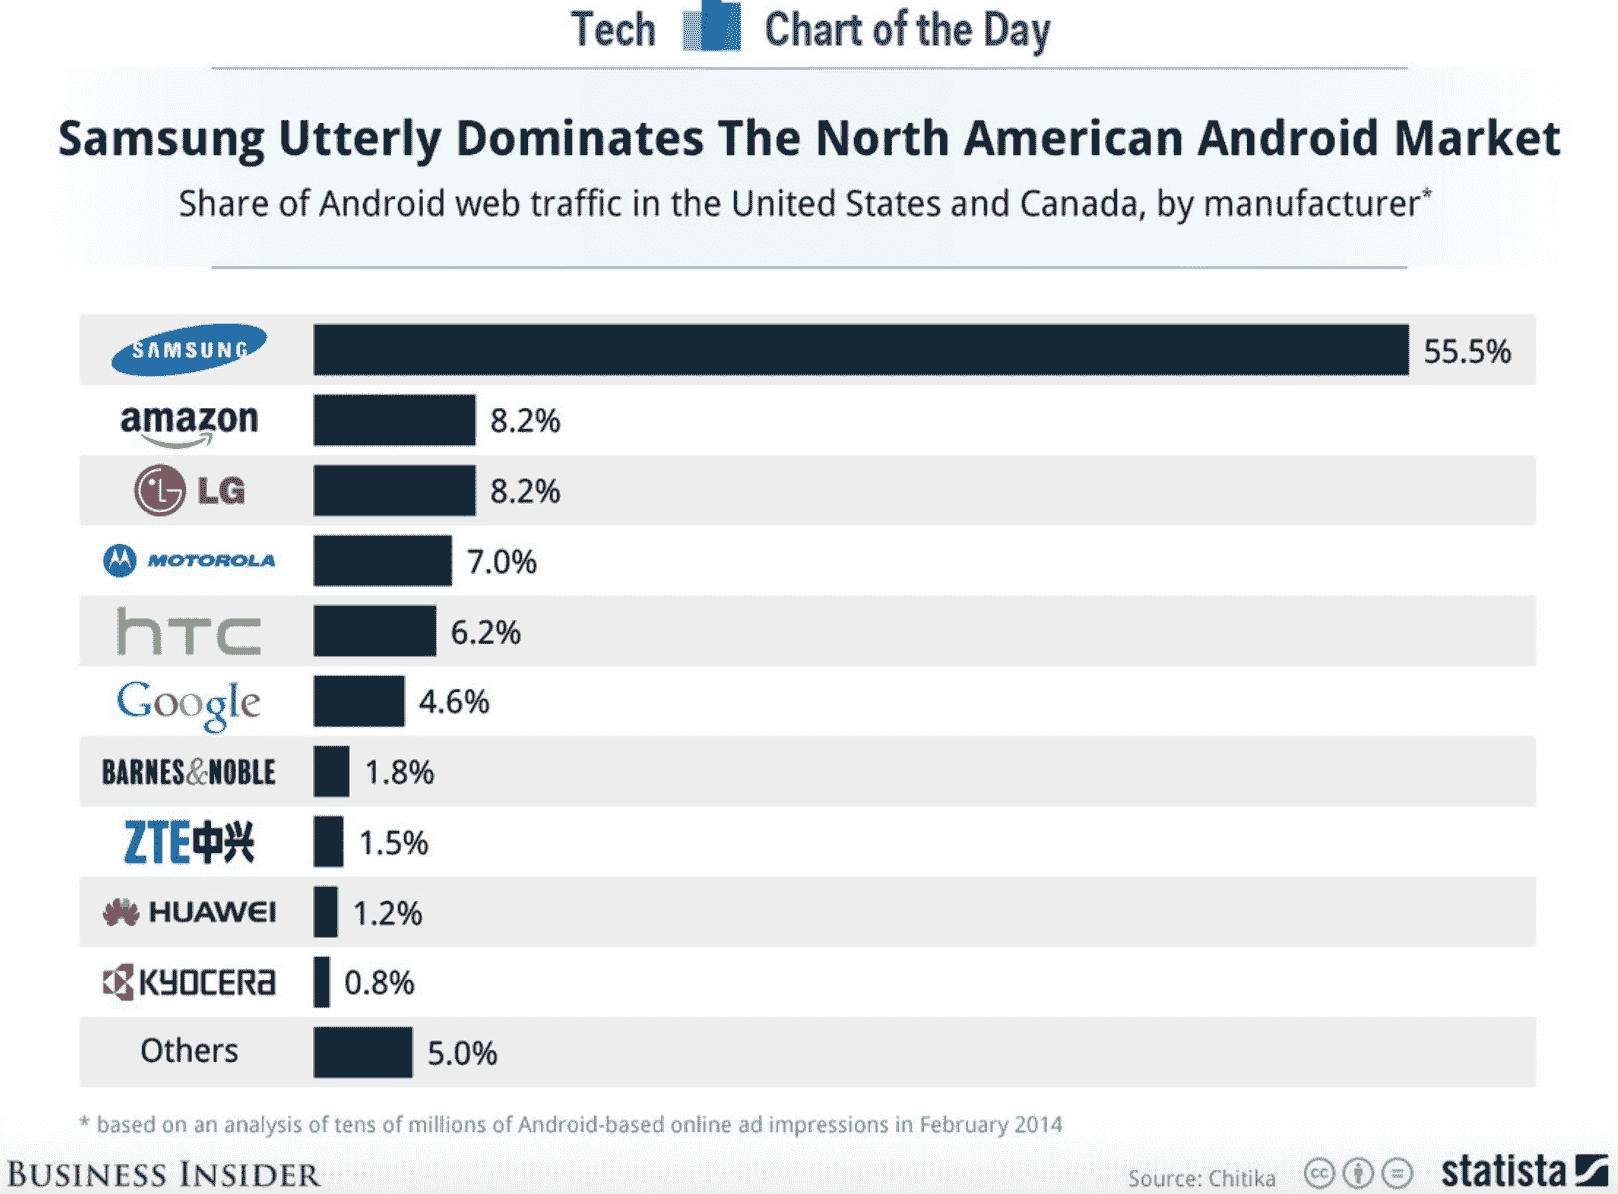 Tech Chart of the Day
Samsung Utterly Dominates The North American Android Market
Share of Android web traffic in the United States and Canada, by manufacturer*
SAMSUNG 55.5%
amazon 8.2%
LG LG 8.2%
MOTOROLA 7.0%
hTC 6.2%
Google 4.6%
BARNES&NOBLE 1.8%
ZTE中兴 1.5%
HUAWEI 1.2%
KYOCERa 0.8%
Others 5.0%
* based on an analysis of tens of millions of Android-based online ad impressions in February 2014
BUSINESS INSIDER Source: Chitika cc = statista